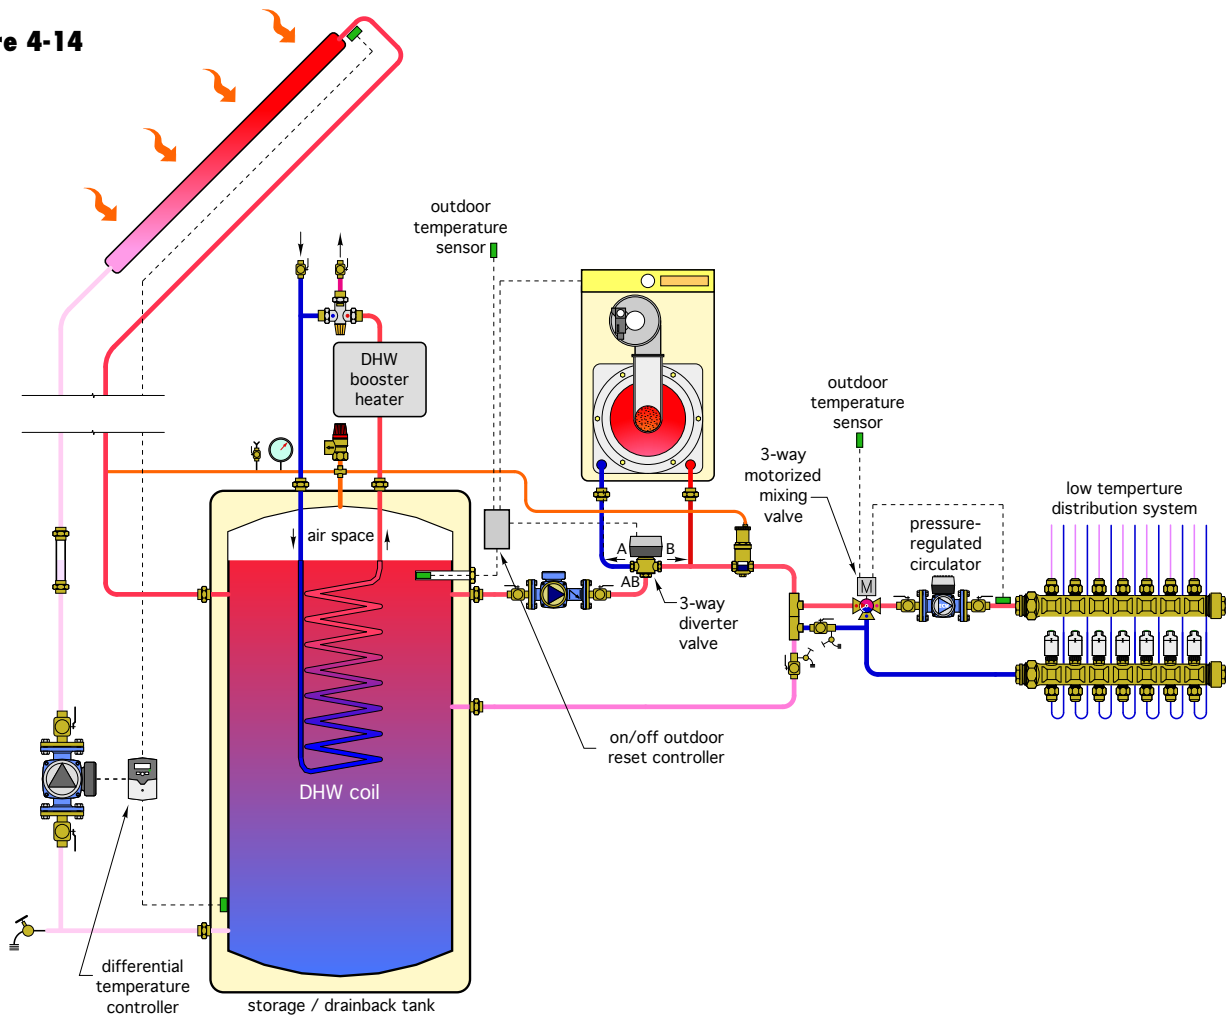 re 4-14
outdoor
temperature
sensor
DHW
booster
heater
outdoor
temperature
sensor
3-way
motorized
mixing
valve
low temperture
distribution system
pressure-
regulated
circulator
air space
A
B
AB
M
3-way
diverter
valve
on/off outdoor
reset controller
DHW coil
differential
temperature
controller
storage / drainback tank